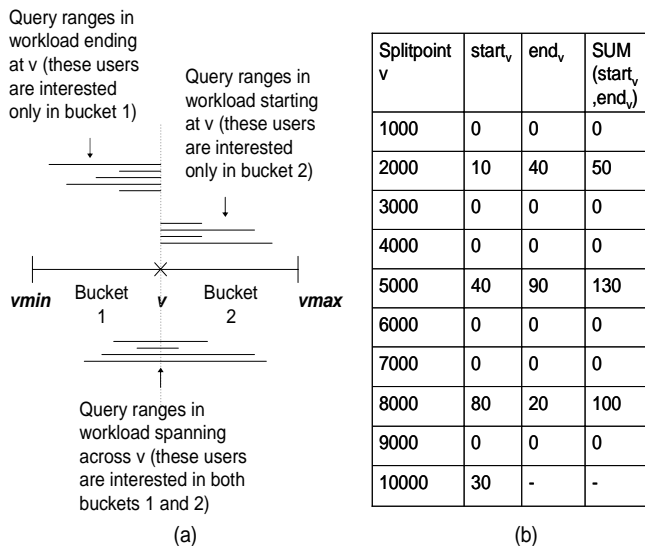 Query ranges in
workload ending
at v (these users
are interested
only in bucket 1)
Query ranges in
workload starting
at v (these users
are interested
only in bucket 2)
vmin
Bucket
1
v
Bucket
2
vmax
Query ranges in
workload spanning
across v (these users
are interested in both
buckets 1 and 2)
(a)
Splitpoint v startv endv SUM (startv ,endv)
1000 0 0 0
2000 10 40 50
3000 0 0 0
4000 0 0 0
5000 40 90 130
6000 0 0 0
7000 0 0 0
8000 80 20 100
9000 0 0 0
10000 30 - -
(b)